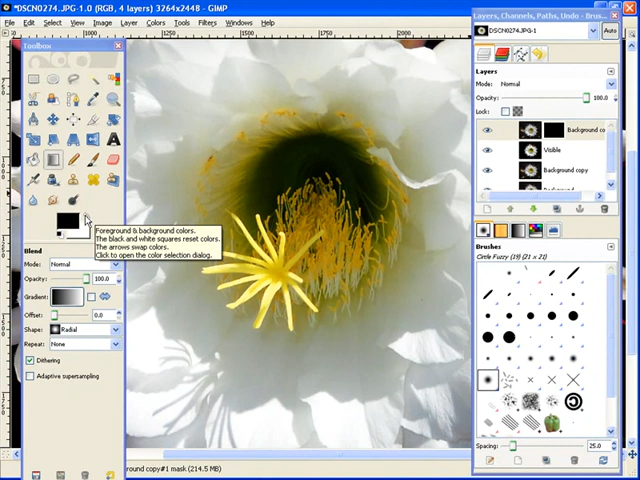 *DSCN0274.JPG-1.0 (RGB, 4 layers) 3264x2448 - GIMP
File Edit Select View Image Layer Colors Tools Filters Windows Help
Toolbox
Foreground & background colors.
The black and white squares reset colors.
The arrows swap colors.
Click to open the color selection dialog.
Blend
Mode: Normal
Opacity: 100.0
Gradient:
Offset: 0.0
Shape: Radial
Repeat: None
Dithering
Adaptive supersampling
Layers, Channels, Paths, Undo - Brus...
DSCN0274.JPG-1 Auto
Layers
Mode: Normal
Opacity: 100.0
Lock:
Background co
Visible
Background copy
Brushes
Circle Fuzzy (19) (21 x 21)
Spacing: 25.0
round copy#1 mask (214.5 MB)